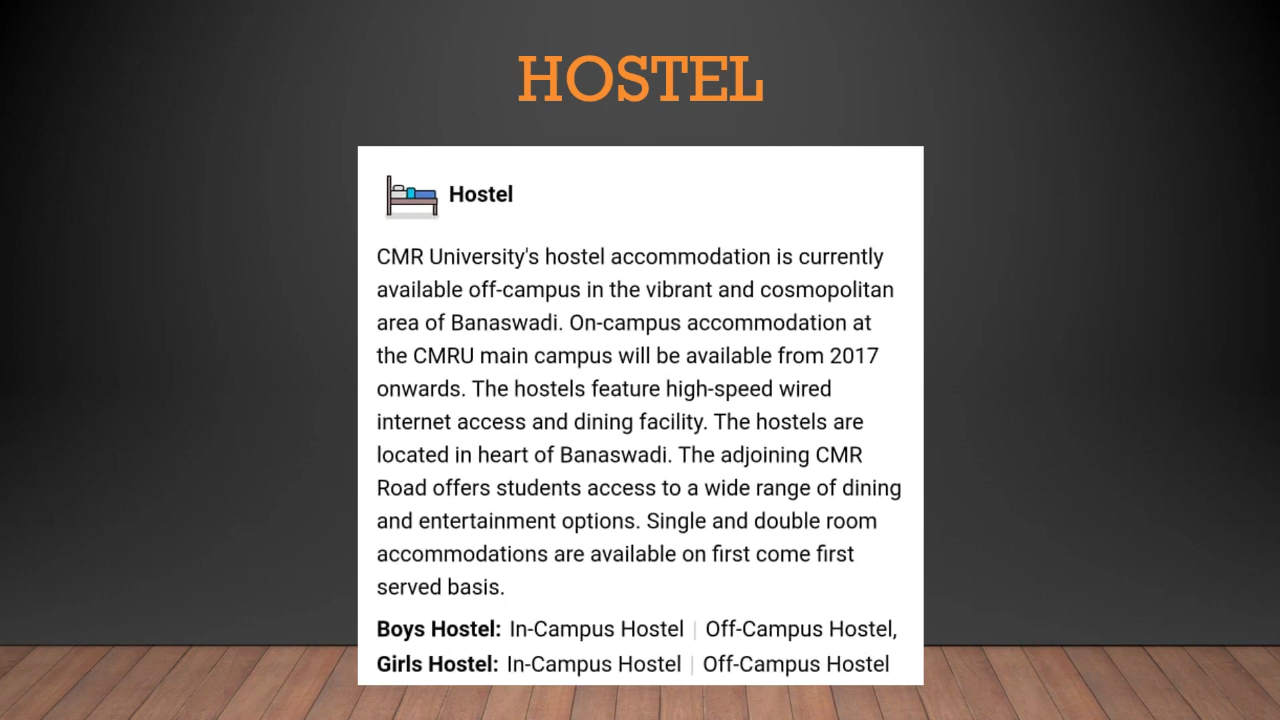 HOSTEL
Hostel
CMR University's hostel accommodation is currently
available off-campus in the vibrant and cosmopolitan
area of Banaswadi. On-campus accommodation at
the CMRU main campus will be available from 2017
onwards. The hostels feature high-speed wired
internet access and dining facility. The hostels are
located in heart of Banaswadi. The adjoining CMR
Road offers students access to a wide range of dining
and entertainment options. Single and double room
accommodations are available on first come first
served basis.
Boys Hostel: In-Campus Hostel | Off-Campus Hostel,
Girls Hostel: In-Campus Hostel | Off-Campus Hostel